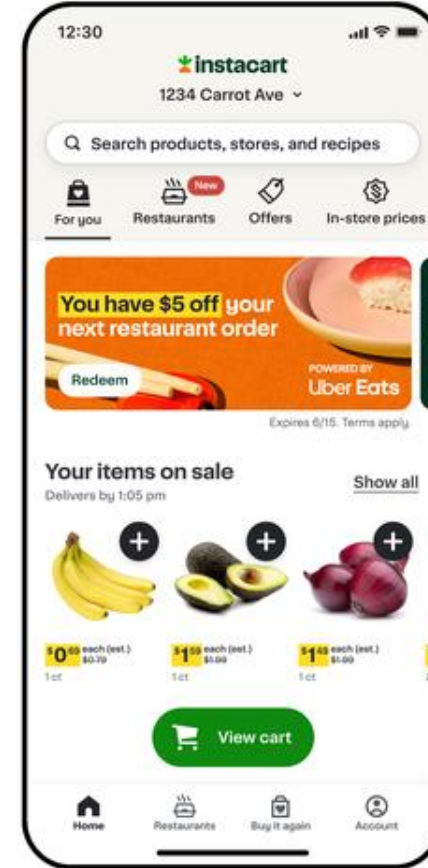 12:30
instacart
1234 Carrot Ave
Search products, stores, and recipes
New
For you Restaurants Offers In-store prices
You have $5 off your
next restaurant order
Redeem
POWERED BY
Uber Eats
Expires 6/15. Terms apply.
Your items on sale
Show all
Delivers by 1:05 pm
$0 69 each (est.) $0.79
1 ct
$1 59 each (est.) $1.99
1 ct
$1 49 each (est.) $1.99
1 ct
View cart
Home Restaurants Buy it again Account